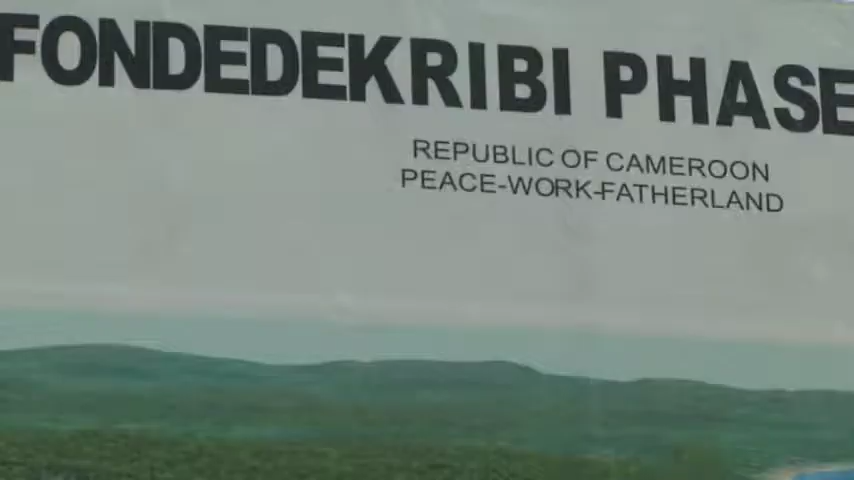 FONDEDEKRIBI PHASE
REPUBLIC OF CAMEROON
PEACE-WORK-FATHERLAND